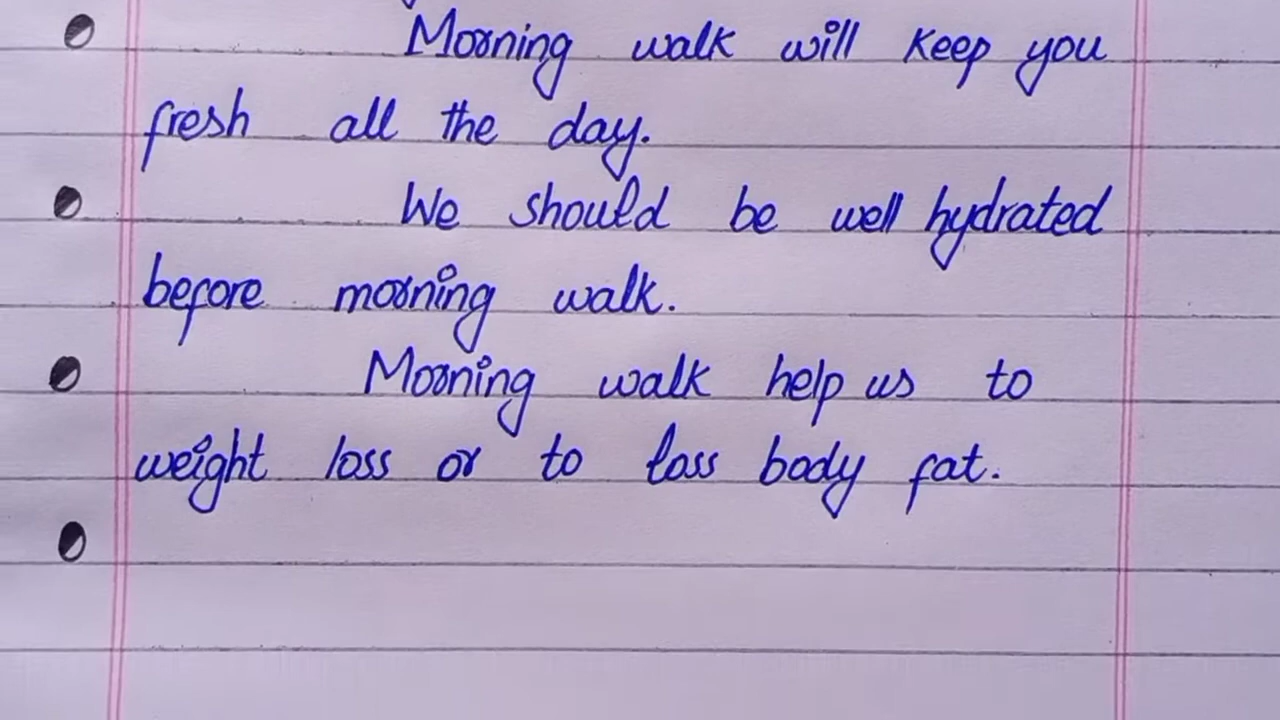 Morning walk will keep you
fresh all the day.
We should be well hydrated
before morning walk.
Morning walk help us to
weight loss or to loss body fat.